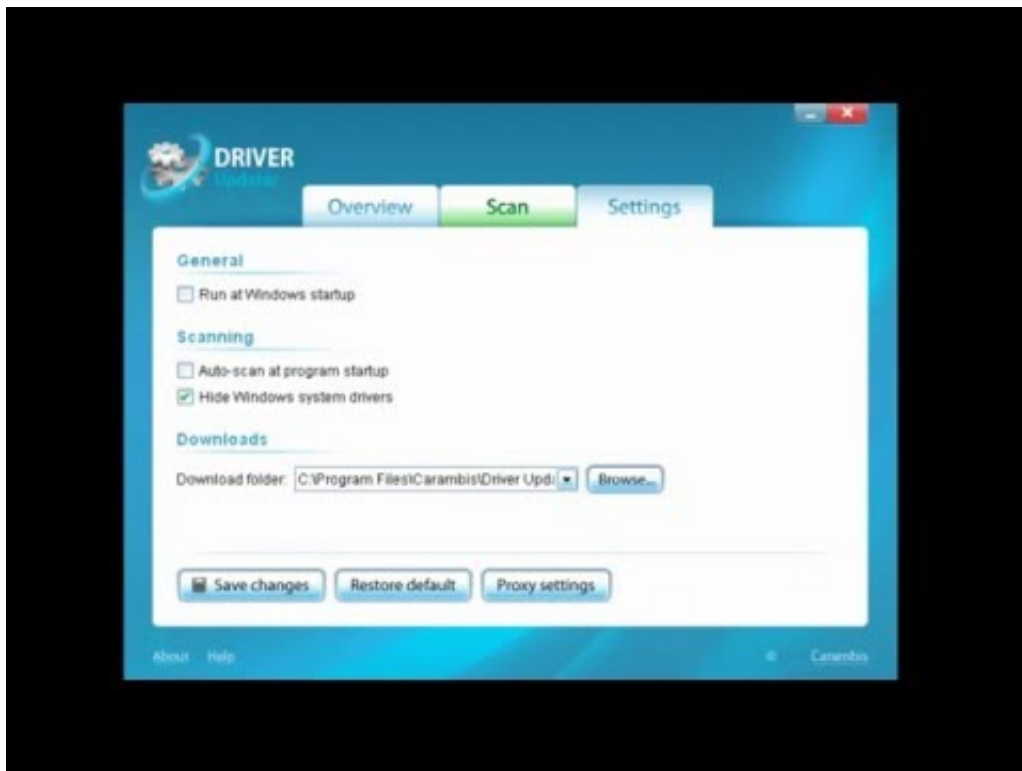 DRIVER
Updater
Overview Scan Settings
General
Run at Windows startup
Scanning
Auto-scan at program startup
Hide Windows system drivers
Downloads
Download folder: C:\Program Files\Carambis\Driver Upd Browse...
Save changes Restore default Proxy settings
About Help © Carambis